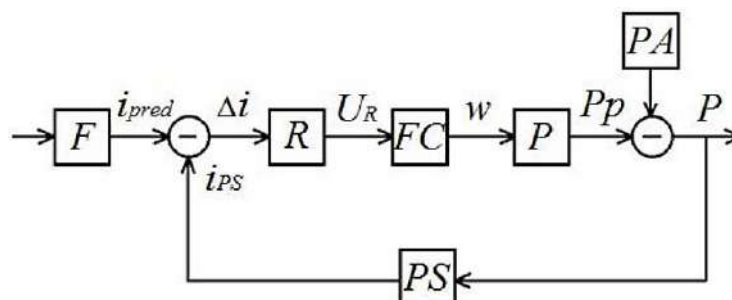 PA
i_pred Δi U_R w Pp P
F − R FC P −
i_PS
PS